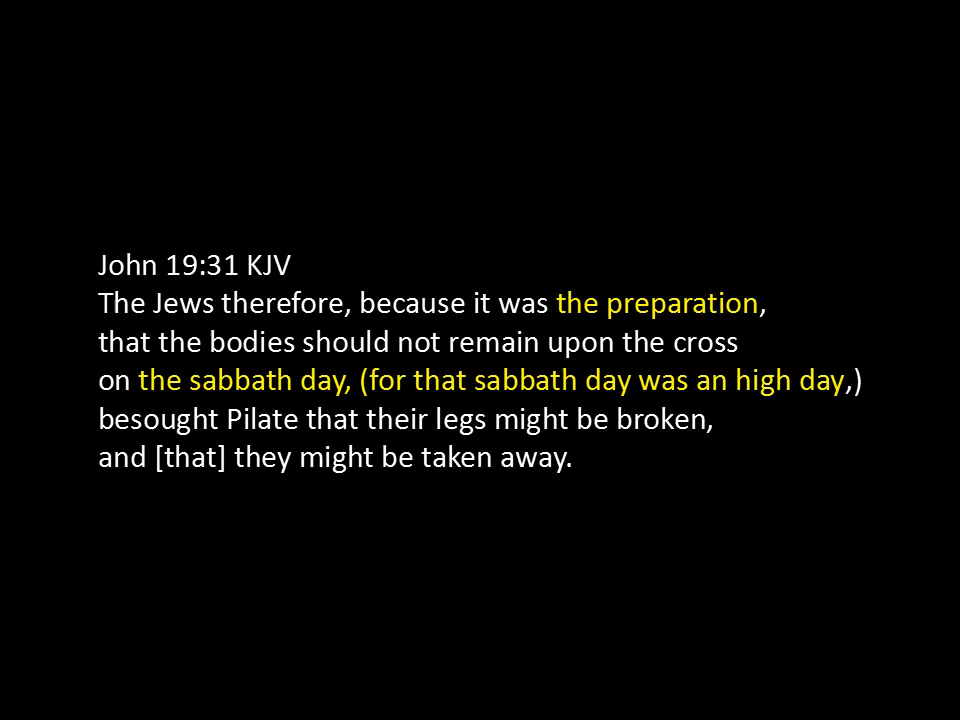 John 19:31 KJV
The Jews therefore, because it was the preparation,
that the bodies should not remain upon the cross
on the sabbath day, (for that sabbath day was an high day,)
besought Pilate that their legs might be broken,
and [that] they might be taken away.